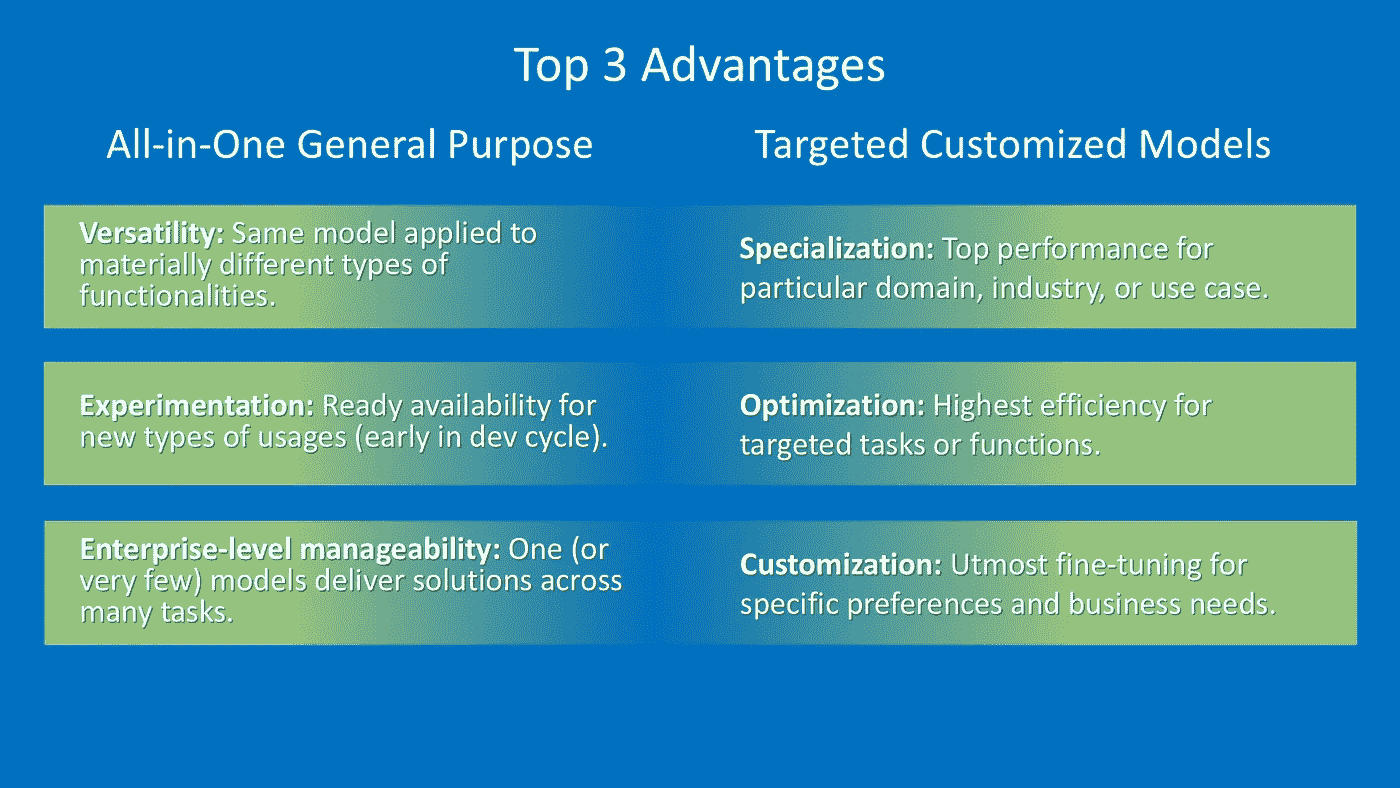 Top 3 Advantages
All-in-One General Purpose
Targeted Customized Models
Versatility: Same model applied to
materially different types of
functionalities.
Specialization: Top performance for
particular domain, industry, or use case.
Experimentation: Ready availability for
new types of usages (early in dev cycle).
Optimization: Highest efficiency for
targeted tasks or functions.
Enterprise-level manageability: One (or
very few) models deliver solutions across
many tasks.
Customization: Utmost fine-tuning for
specific preferences and business needs.